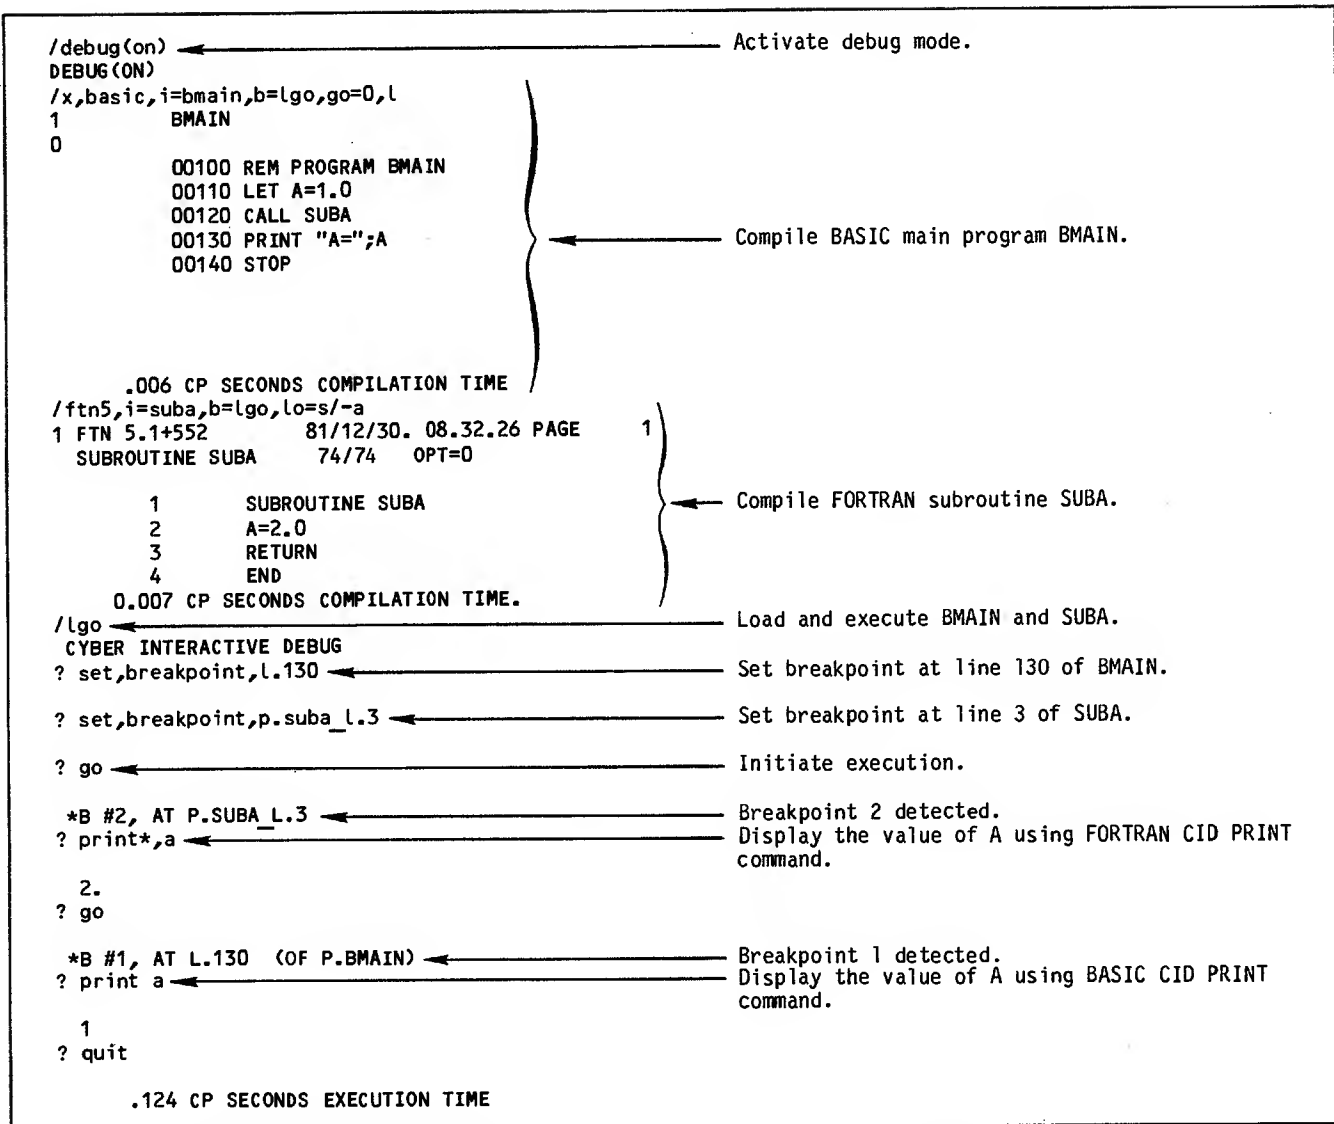 /debug(on) Activate debug mode.
DEBUG(ON)
/x,basic,i=bmain,b=lgo,go=0,l
1 BMAIN
0
00100 REM PROGRAM BMAIN
00110 LET A=1.0
00120 CALL SUBA
00130 PRINT "A=";A
00140 STOP
Compile BASIC main program BMAIN.
.006 CP SECONDS COMPILATION TIME
/ftn5,i=suba,b=lgo,lo=s/-a
1 FTN 5.1+552 81/12/30. 08.32.26 PAGE 1
SUBROUTINE SUBA 74/74 OPT=0
1 SUBROUTINE SUBA
2 A=2.0
3 RETURN
4 END
Compile FORTRAN subroutine SUBA.
0.007 CP SECONDS COMPILATION TIME.
/lgo Load and execute BMAIN and SUBA.
CYBER INTERACTIVE DEBUG
? set,breakpoint,l.130 Set breakpoint at line 130 of BMAIN.
? set,breakpoint,p.suba_l.3 Set breakpoint at line 3 of SUBA.
? go Initiate execution.
*B #2, AT P.SUBA_L.3 Breakpoint 2 detected.
? print*,a Display the value of A using FORTRAN CID PRINT
command.
2.
? go
*B #1, AT L.130 (OF P.BMAIN) Breakpoint 1 detected.
? print a Display the value of A using BASIC CID PRINT
command.
1
? quit
.124 CP SECONDS EXECUTION TIME